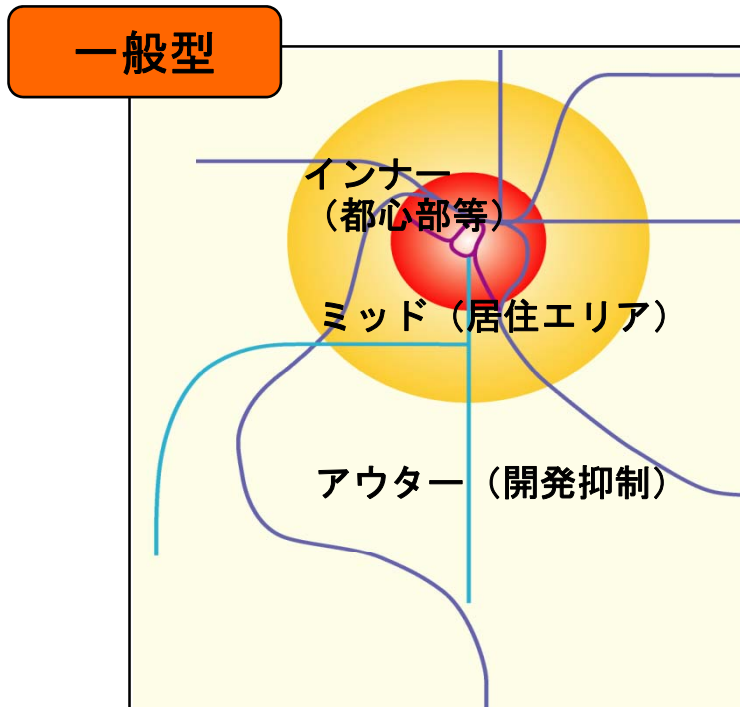 一般型
インナー
（都心部等）
ミッド（居住エリア）
アウター（開発抑制）